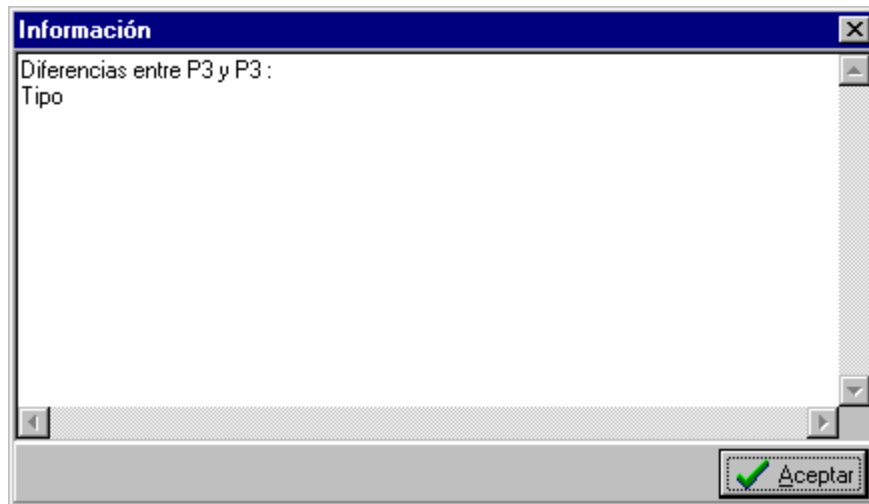 Información
Diferencias entre P3 y P3 :
Tipo
Aceptar